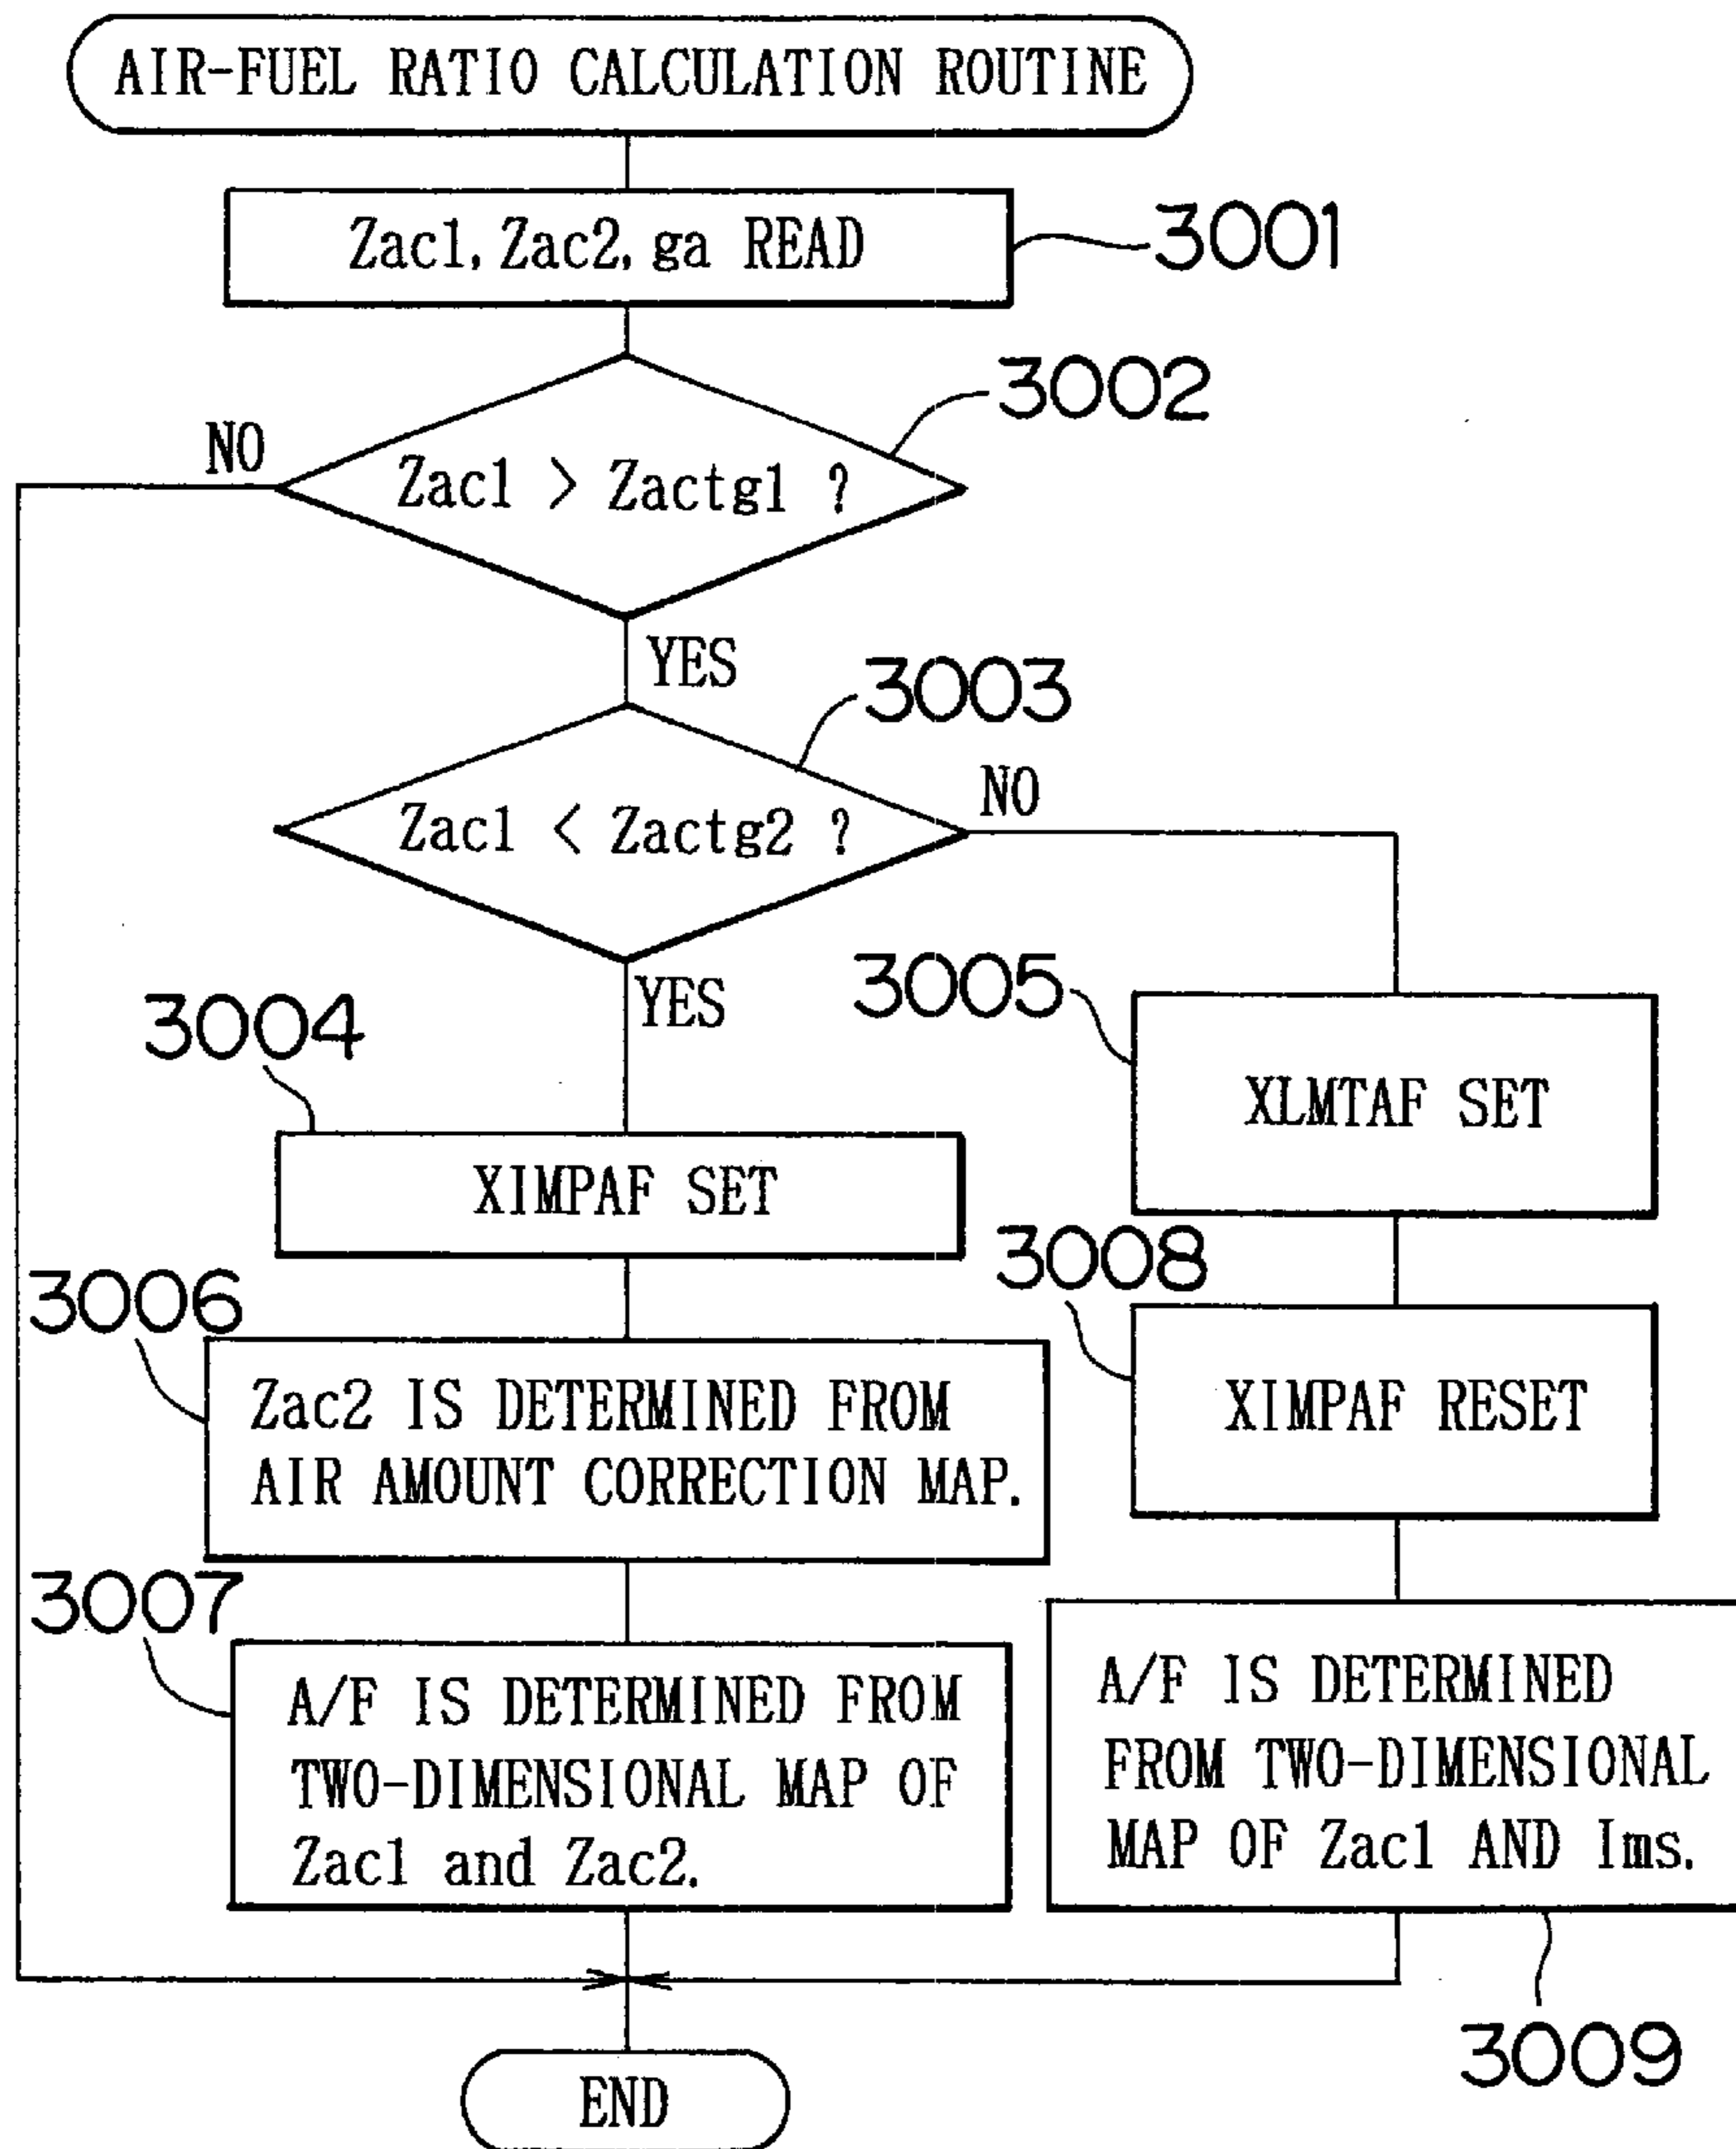 AIR-FUEL RATIO CALCULATION ROUTINE
Zac1, Zac2, ga READ
3001
3002
NO
Zac1 > Zactg1 ?
YES
3003
NO
Zac1 < Zactg2 ?
YES
3005
3004
XLMTAF SET
XIMPAF SET
3008
3006
XIMPAF RESET
Zac2 IS DETERMINED FROM
AIR AMOUNT CORRECTION MAP.
3007
A/F IS DETERMINED FROM
TWO-DIMENSIONAL MAP OF
Zac1 and Zac2.
A/F IS DETERMINED
FROM TWO-DIMENSIONAL
MAP OF Zac1 AND Ims.
3009
END